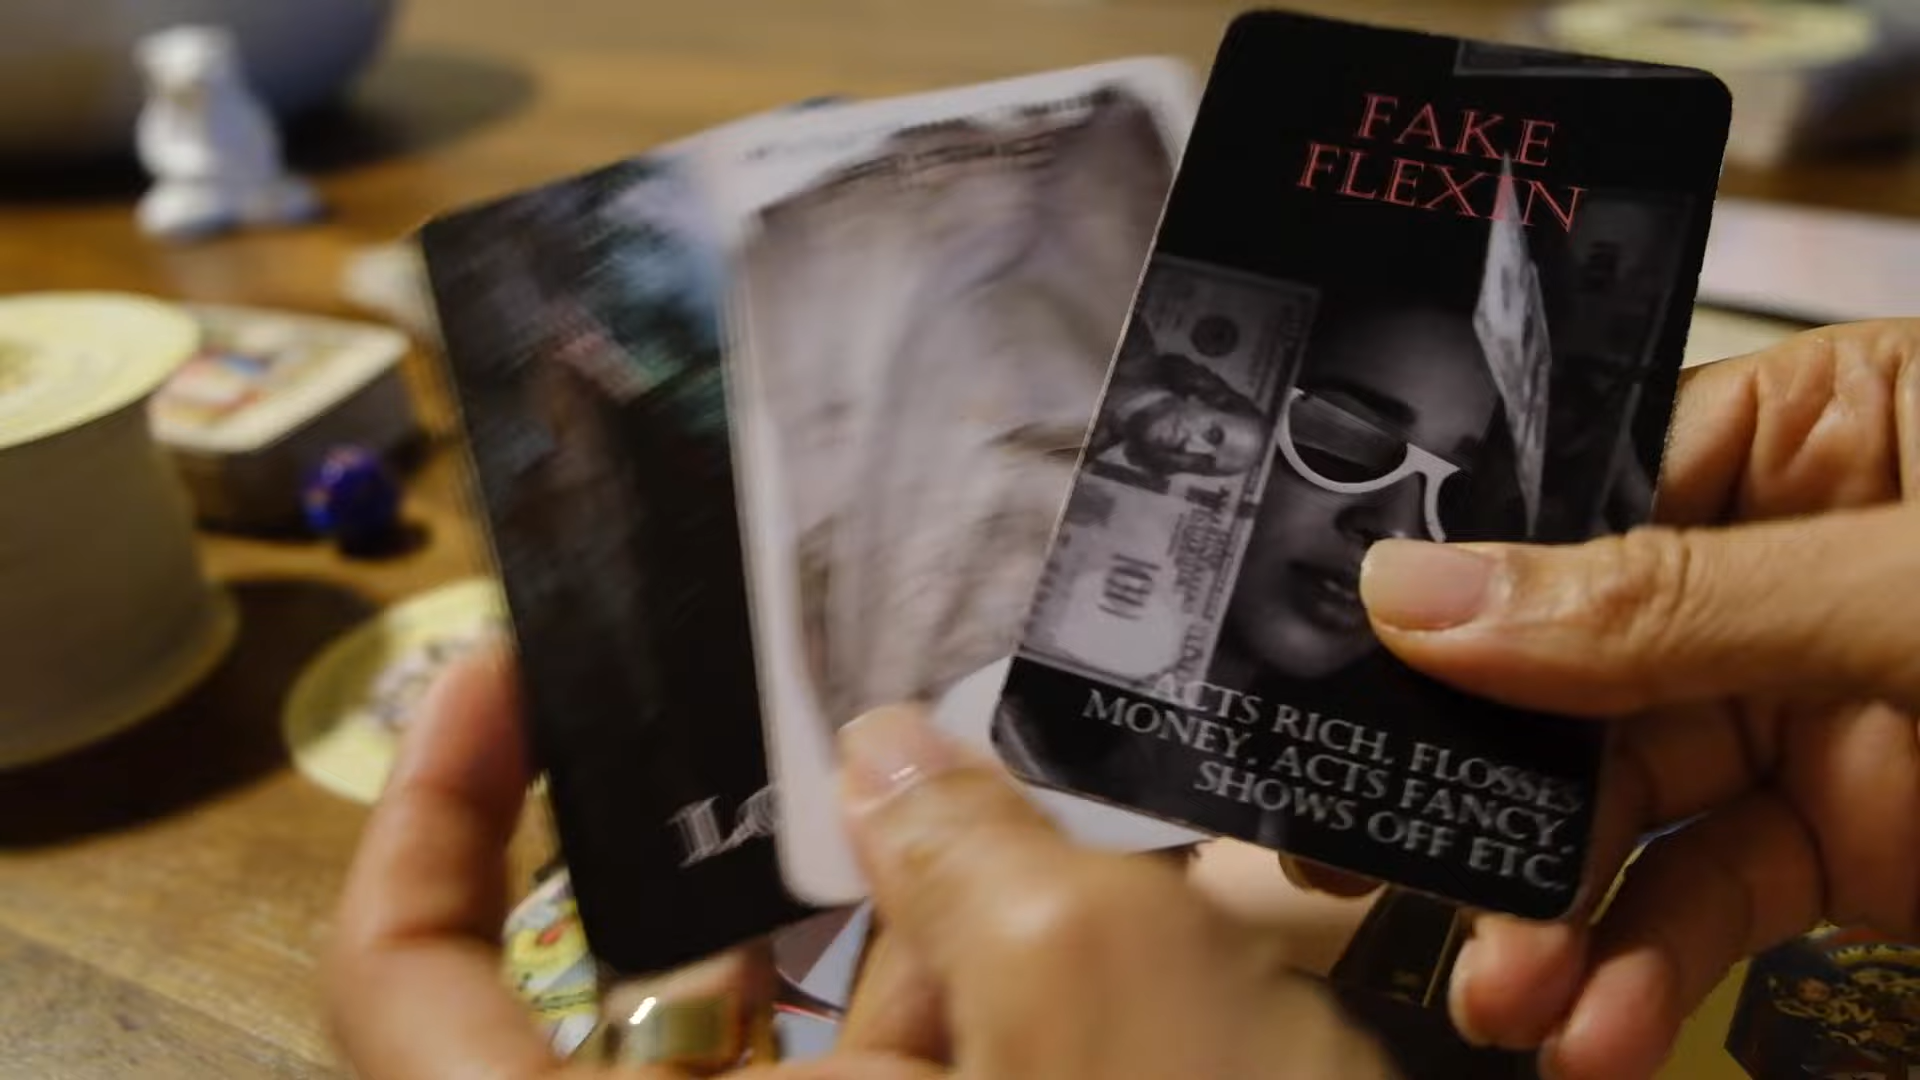 FAKE
FLEXIN
ACTS RICH, FLOSSES
MONEY, ACTS FANCY,
SHOWS OFF ETC.